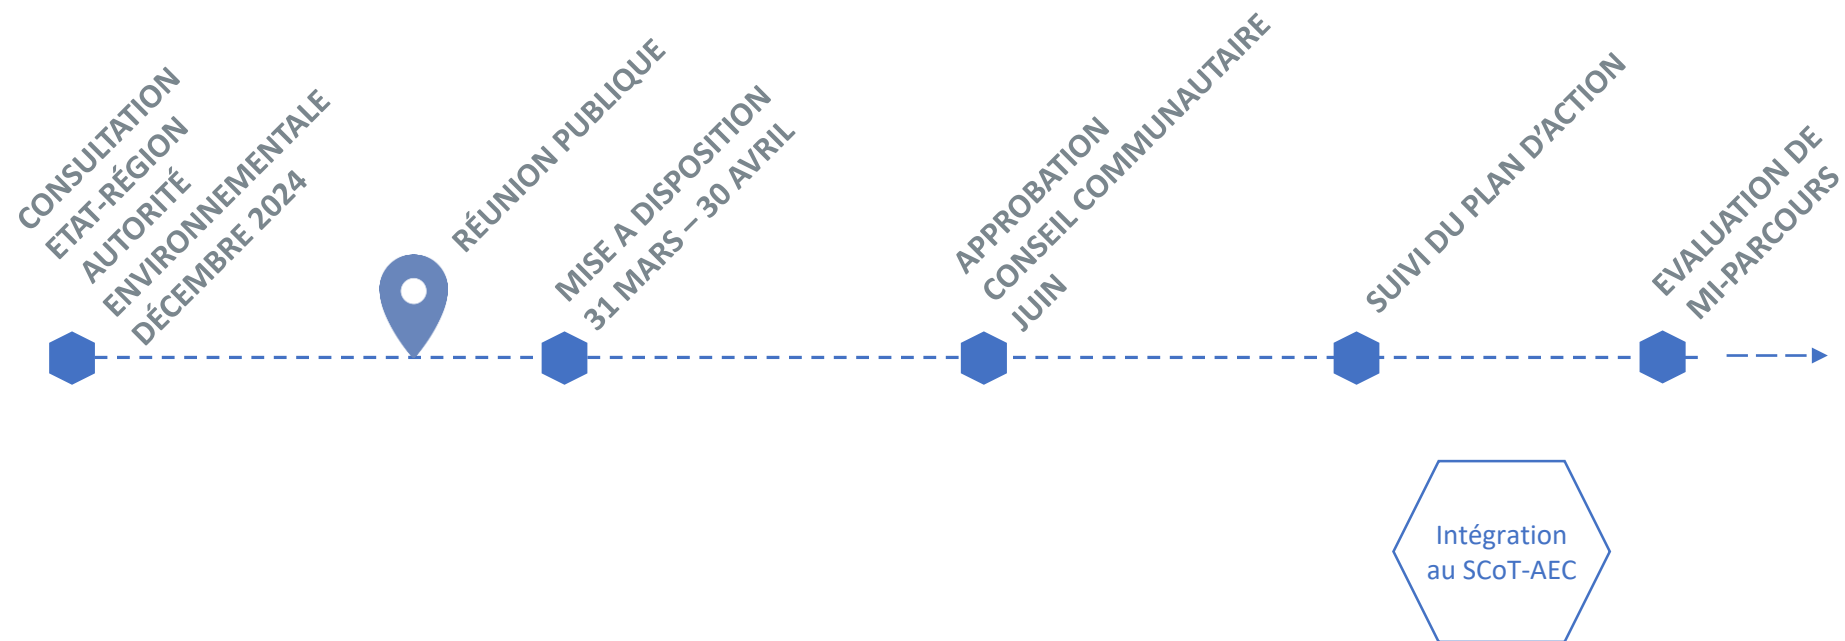 CONSULTATION
ETAT-RÉGION
AUTORITÉ
ENVIRONNEMENTALE
DÉCEMBRE 2024
RÉUNION PUBLIQUE
MISE A DISPOSITION
31 MARS – 30 AVRIL
APPROBATION
CONSEIL COMMUNAUTAIRE
JUIN
SUIVI DU PLAN D’ACTION
EVALUATION DE
MI-PARCOURS
Intégration
au SCoT-AEC